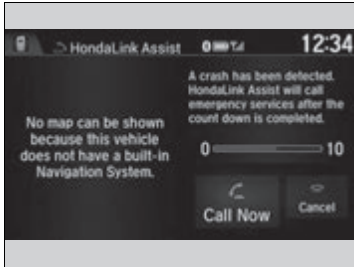 HondaLink Assist
12:34
A crash has been detected.
HondaLink Assist will call
emergency services after the
count down is completed.
No map can be shown
because this vehicle
does not have a built-in
Navigation System.
0 10
Call Now
Cancel